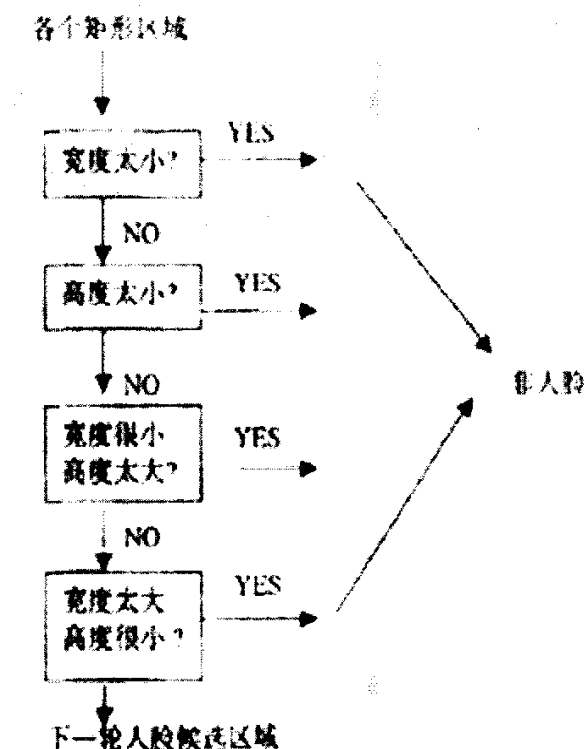 各个矩形区域
YES
宽度太小?
NO
高度太小?
YES
NO
非人脸
宽度很小
高度太大?
YES
NO
宽度太大
高度很小?
YES
下一轮人脸候选区域